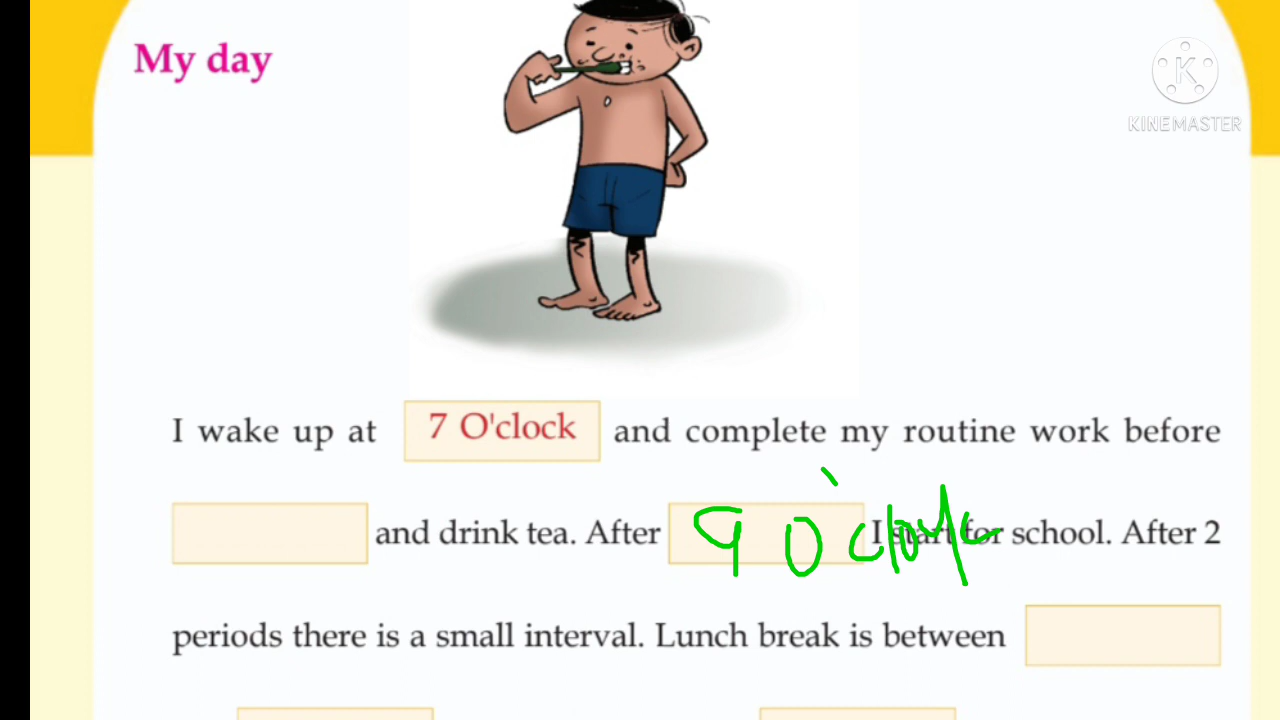 My day
K
KINEMASTER
I wake up at 7 O'clock and complete my routine work before
and drink tea. After 9 O'clock I start for school. After 2
periods there is a small interval. Lunch break is between